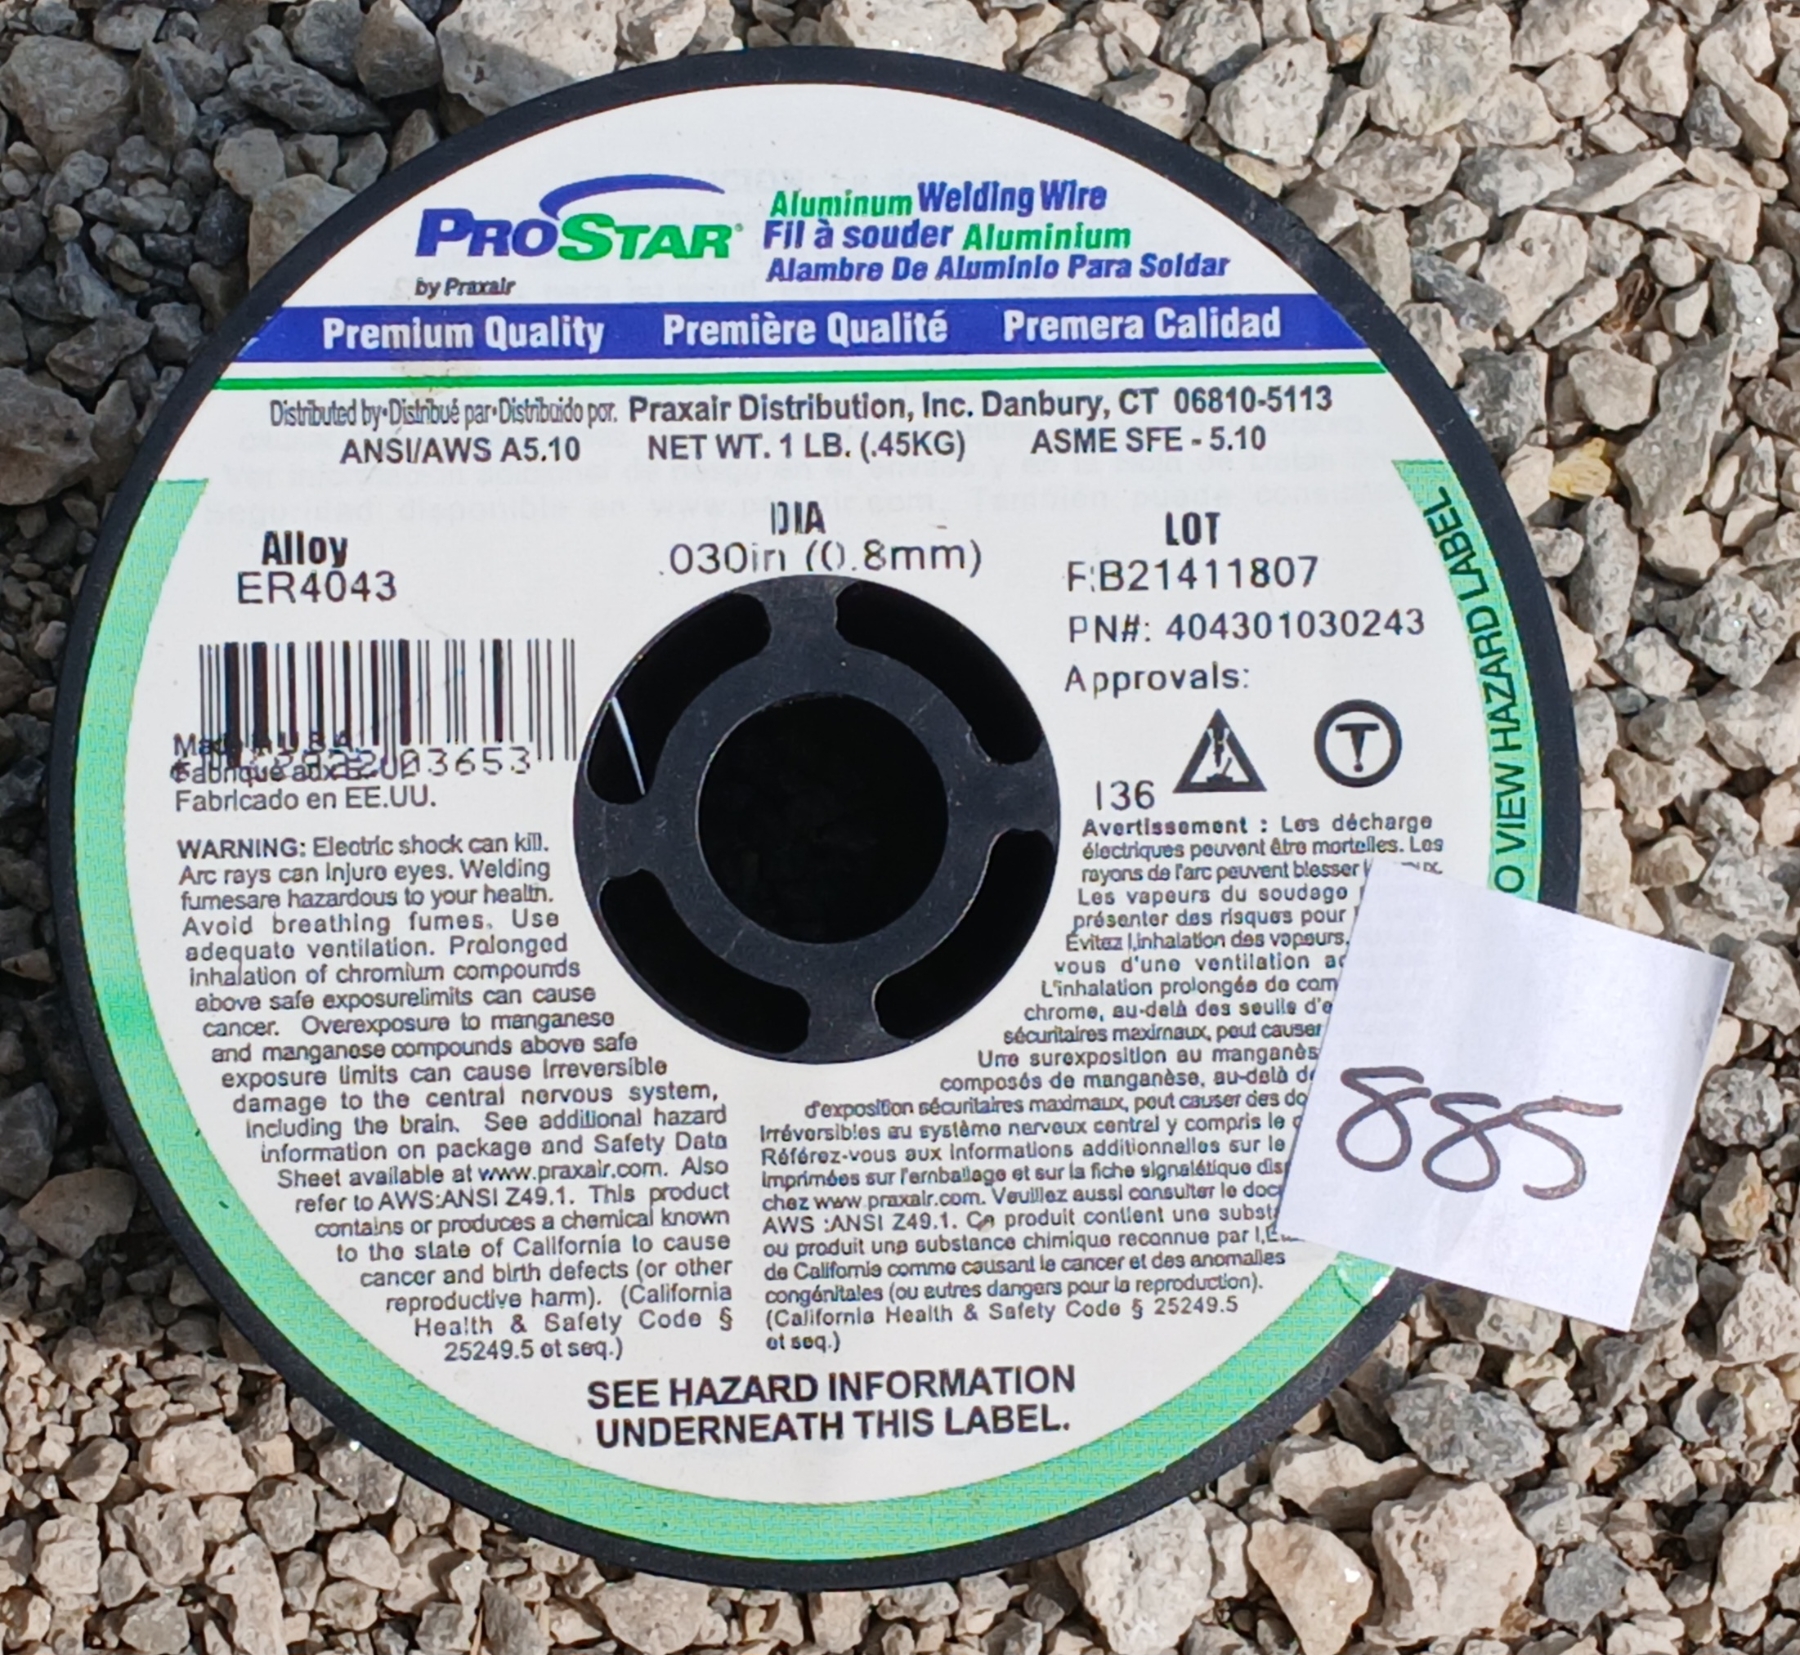 PROSTAR®
by Praxair
Aluminum Welding Wire
Fil à souder Aluminium
Alambre De Aluminio Para Soldar
Premium Quality Première Qualité Premera Calidad
Distributed by•Distribué par•Distribuido por. Praxair Distribution, Inc. Danbury, CT 06810-5113
ANSI/AWS A5.10 NET WT. 1 LB. (.45KG) ASME SFE - 5.10
Alloy
ER4043
DIA
.030in (0.8mm)
LOT
F:B21411807
PN#: 404301030243
Approvals:
136
Made in U.S.A.
Fabriqué aux E.U.
03653
Fabricado en EE.UU.
WARNING: Electric shock can kill.
Arc rays can injure eyes. Welding
fumesare hazardous to your health.
Avoid breathing fumes. Use
adequate ventilation. Prolonged
inhalation of chromium compounds
above safe exposurelimits can cause
cancer. Overexposure to manganese
and manganese compounds above safe
exposure limits can cause irreversible
damage to the central nervous system,
including the brain. See additional hazard
information on package and Safety Data
Sheet available at www.praxair.com. Also
refer to AWS:ANSI Z49.1. This product
contains or produces a chemical known
to the state of California to cause
cancer and birth defects (or other
reproductive harm). (California
Health & Safety Code §
25249.5 et seq.)
Avertissement : Les décharge
électriques peuvent être mortelles. Les
rayons de l'arc peuvent blesser
Les vapeurs du soudage
présenter des risques pour
Évitez l,inhalation des vapeurs.
vous d'une ventilation
L'inhalation prolongée de com
chrome, au-delà des seuils d'e
sécuritaires maximaux, peut causer
Une surexposition au manganès
composés de manganèse, au-delà d
d'exposition sécuritaires maximaux, peut causer des do
irréversibles au système nerveux central y compris le
Référez-vous aux informations additionnelles sur le
imprimées sur l'emballage et sur la fiche signalétique dis
chez www.praxair.com. Veuillez aussi consulter le doc
AWS :ANSI Z49.1. Ce produit contient une subst
ou produit une substance chimique reconnue par l,É
de Californie comme causant le cancer et des anomalies
congénitales (ou autres dangers pour la reproduction).
(California Health & Safety Code § 25249.5
et seq.)
SEE HAZARD INFORMATION
UNDERNEATH THIS LABEL.
O VIEW HAZARD LABEL
885